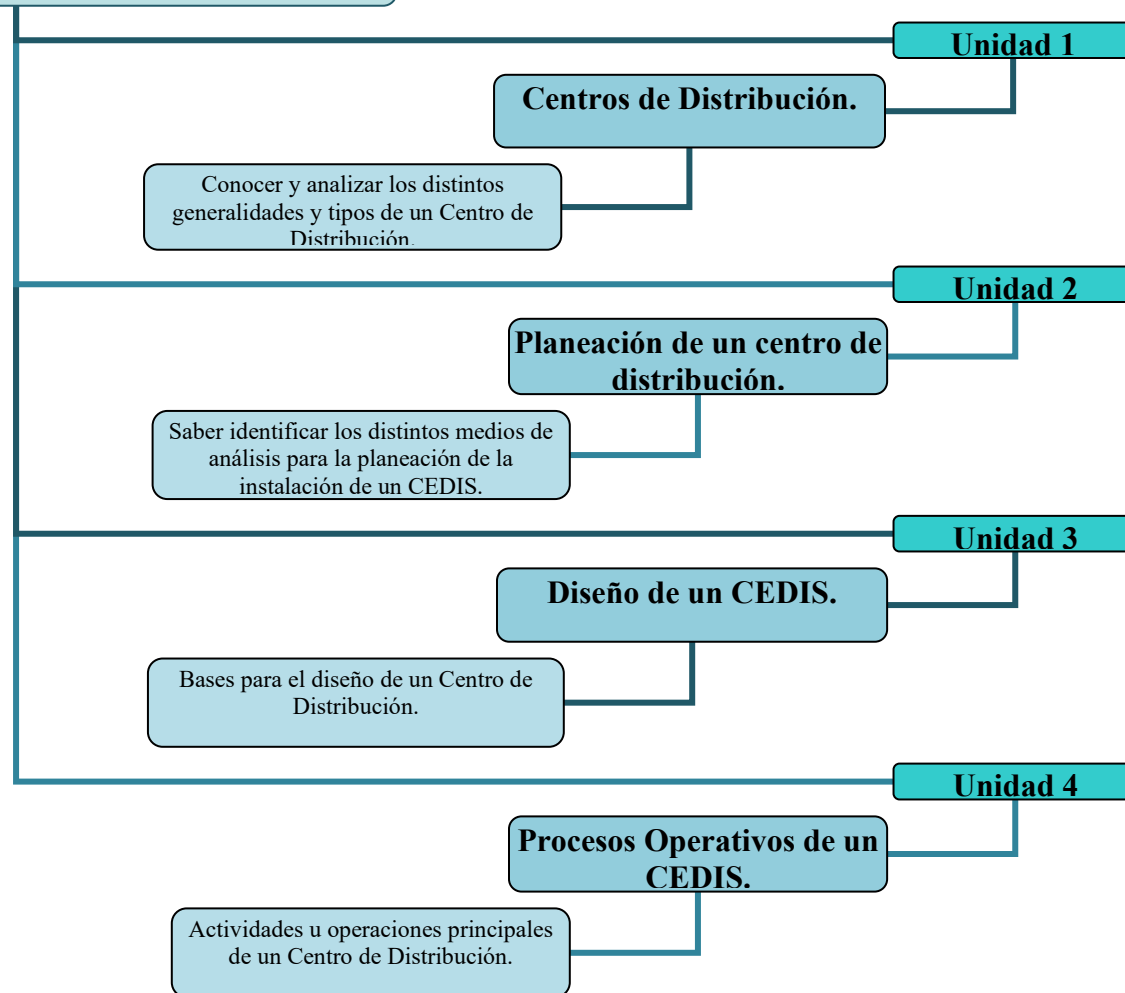 Unidad 1
Centros de Distribución.
Conocer y analizar los distintos
generalidades y tipos de un Centro de
Distribución.
Unidad 2
Planeación de un centro de
distribución.
Saber identificar los distintos medios de
análisis para la planeación de la
instalación de un CEDIS.
Unidad 3
Diseño de un CEDIS.
Bases para el diseño de un Centro de
Distribución.
Unidad 4
Procesos Operativos de un
CEDIS.
Actividades u operaciones principales
de un Centro de Distribución.